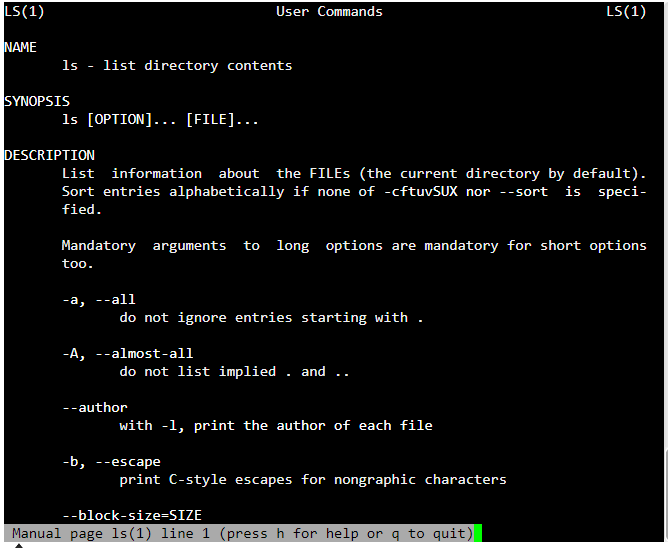 LS(1) User Commands LS(1)
NAME
ls - list directory contents
SYNOPSIS
ls [OPTION]... [FILE]...
DESCRIPTION
List information about the FILEs (the current directory by default).
Sort entries alphabetically if none of -cftuvSUX nor --sort is speci-
fied.
Mandatory arguments to long options are mandatory for short options
too.
-a, --all
do not ignore entries starting with .
-A, --almost-all
do not list implied . and ..
--author
with -l, print the author of each file
-b, --escape
print C-style escapes for nongraphic characters
--block-size=SIZE
Manual page ls(1) line 1 (press h for help or q to quit)